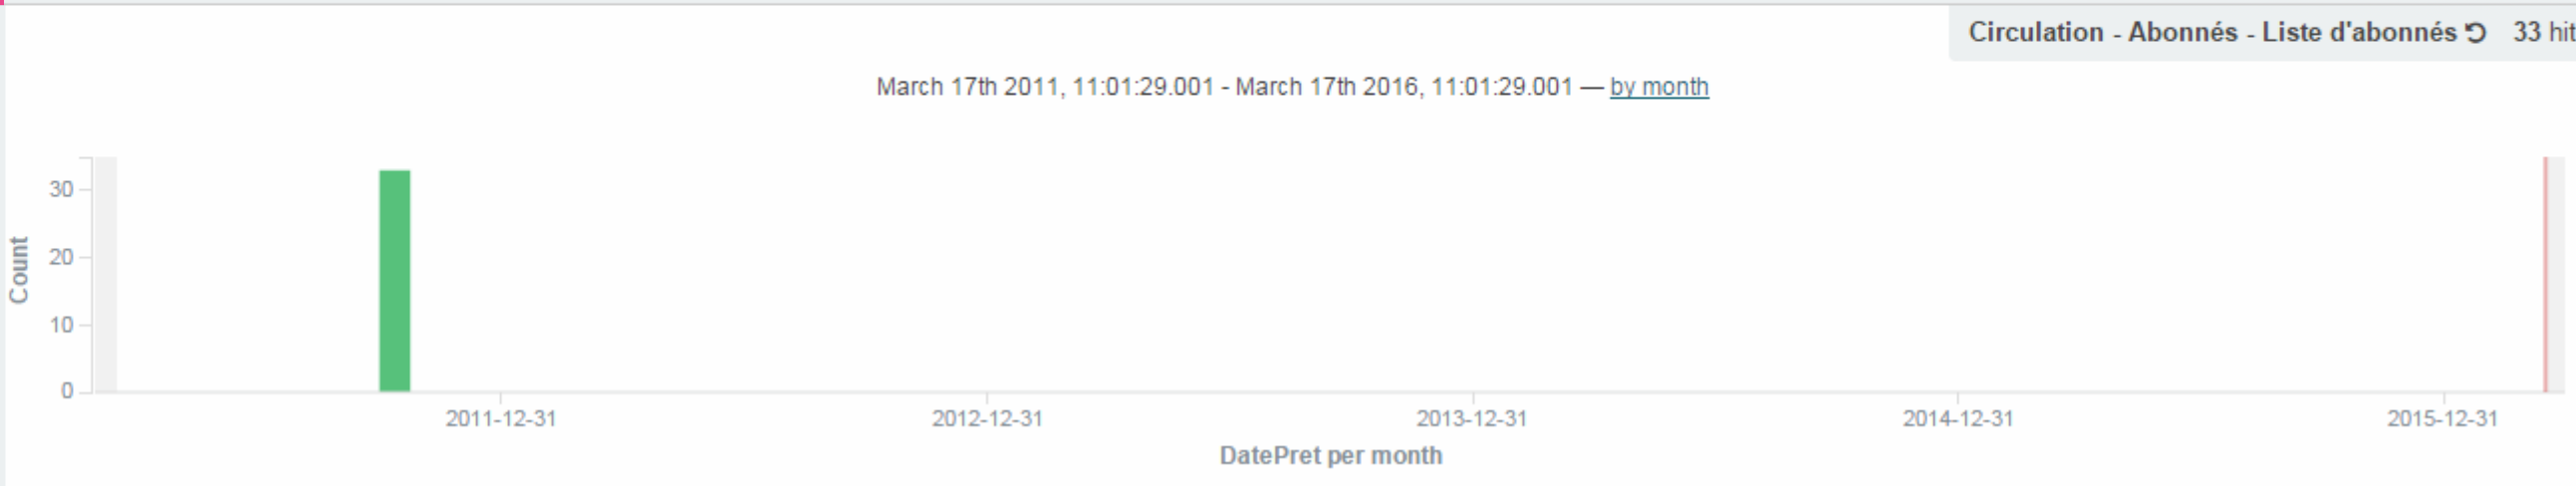 Circulation - Abonnés - Liste d'abonnés 33 hit
March 17th 2011, 11:01:29.001 - March 17th 2016, 11:01:29.001 — by month
30
20
10
0
Count
2011-12-31 2012-12-31 2013-12-31 2014-12-31 2015-12-31
DatePret per month